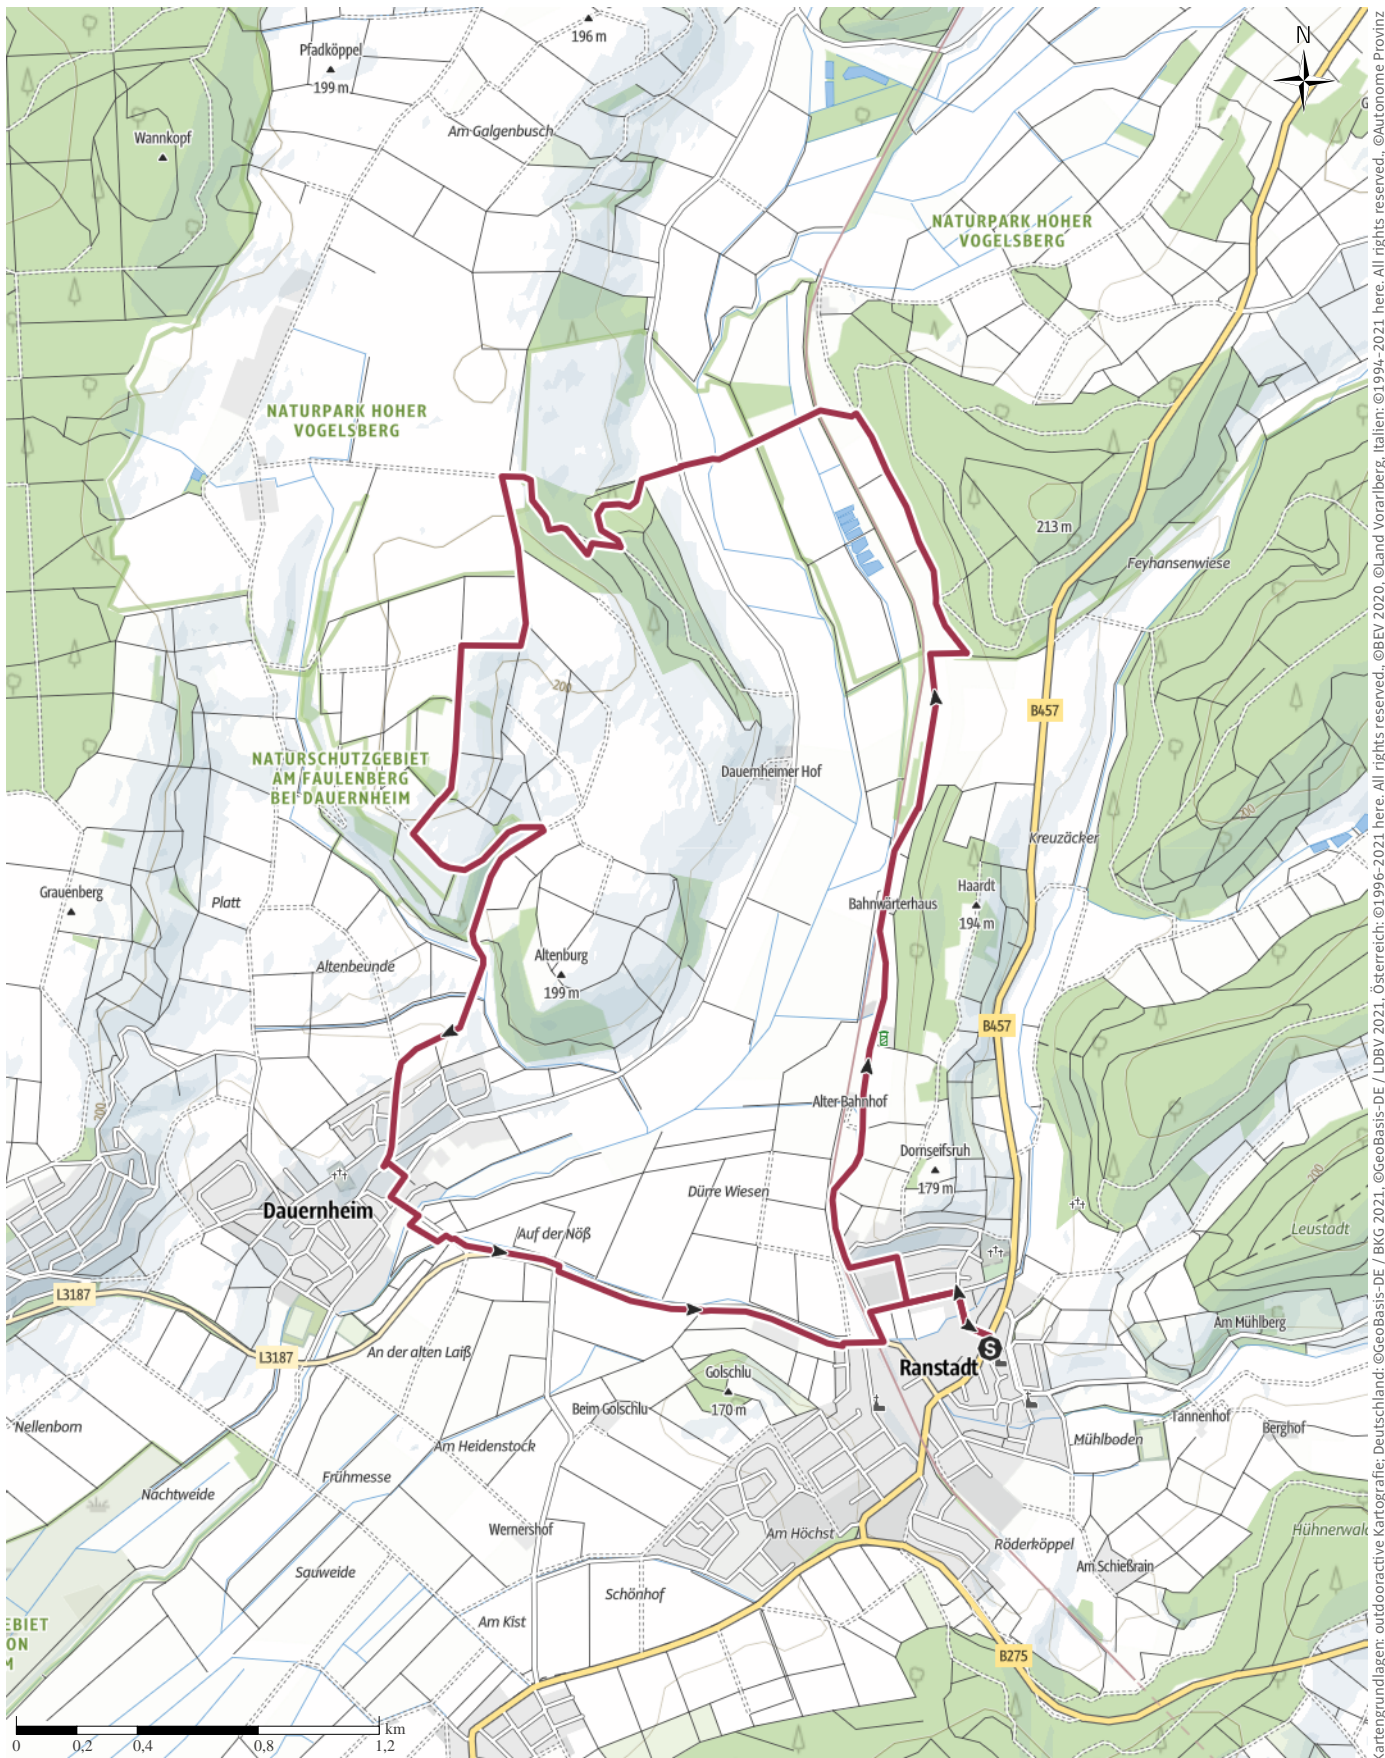 196 m
Pfadköppel
199 m
N
Wannkopf
Am Galgenbusch
NATURPARK HOHER
VOGELSBERG
NATURPARK HOHER
VOGELSBERG
213 m
Feyhansenwiese
200
B457
NATURSCHUTZGEBIET
AM FAULENBERG
BEI DAUERNHEIM
Dauernheimer Hof
200
Kreuzäcker
Grauenberg
Platt
Bahnwärterhaus
Haardt
194 m
Altenbeunde
Altenburg
199 m
B457
200
Alter Bahnhof
Dornseifsruh
179 m
Dürre Wiesen
200
Dauernheim
Auf der Nöß
Leustadt
L3187
Am Mühlberg
L3187
An der alten Laiß
S
Ranstadt
Golschlu
170 m
Beim Golschlu
Nellenborn
Am Heidenstock
Tannenhof
Berghof
Mühlboden
Frühmesse
Nachtweide
Wernershof
Am Höchst
Hühnerwald
Röderköppel
Am Schießrain
Sauweide
Schönhof
Am Kist
EBIET
ON
M
B275
km
0 0,2 0,4 0,8 1,2
artengrundlagen: outdooractive Kartografie; Deutschland: ©GeoBasis-DE / BKG 2021, ©GeoBasis-DE / LDBV 2021, Österreich: ©1996-2021 here. All rights reserved., ©BEV 2020, ©Land Vorarlberg, Italien: ©1994-2021 here. All rights reserved., ©Autonome Provinz